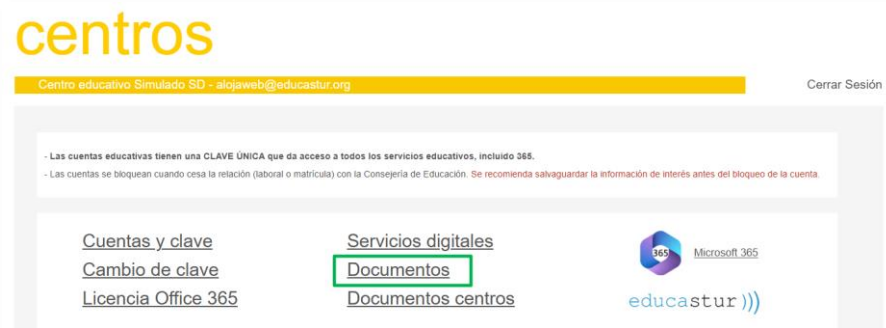 centros
Centro educativo Simulado SD - alojaweb@educastur.org
Cerrar Sesión
- Las cuentas educativas tienen una CLAVE ÚNICA que da acceso a todos los servicios educativos, incluido 365.
- Las cuentas se bloquean cuando cesa la relación (laboral o matrícula) con la Consejería de Educación. Se recomienda salvaguardar la información de interés antes del bloqueo de la cuenta.
Cuentas y clave
Cambio de clave
Licencia Office 365
Servicios digitales
Documentos
Documentos centros
365
Microsoft 365
educastur)))